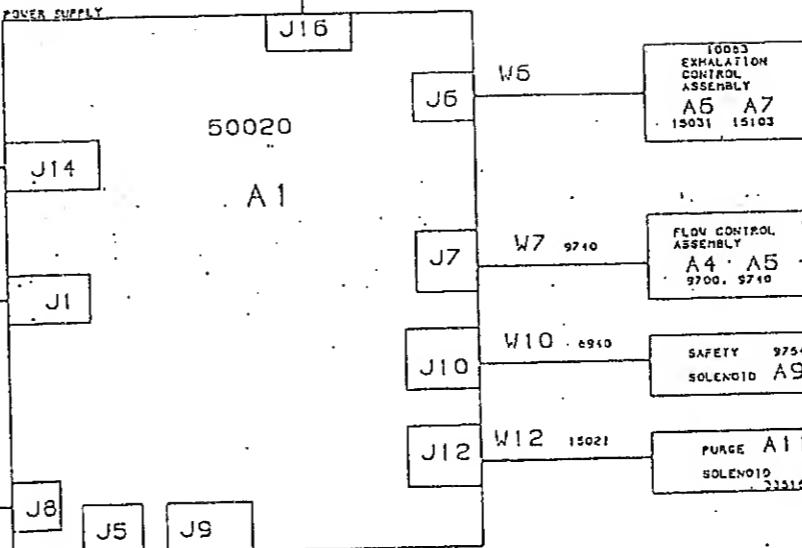 POWER SUPPLY
J16
J6
W6
10063
EXHALATION
CONTROL
ASSEMBLY
A6 A7
15031 15103
50020
A1
J14
J7
W7 9710
FLOW CONTROL
ASSEMBLY
A4 A5
9700, 9710
J1
J10
W10 6910
SAFETY
SOLENOID A9
J12
W12 15021
PURGE
SOLENOID
J8
J5 J9